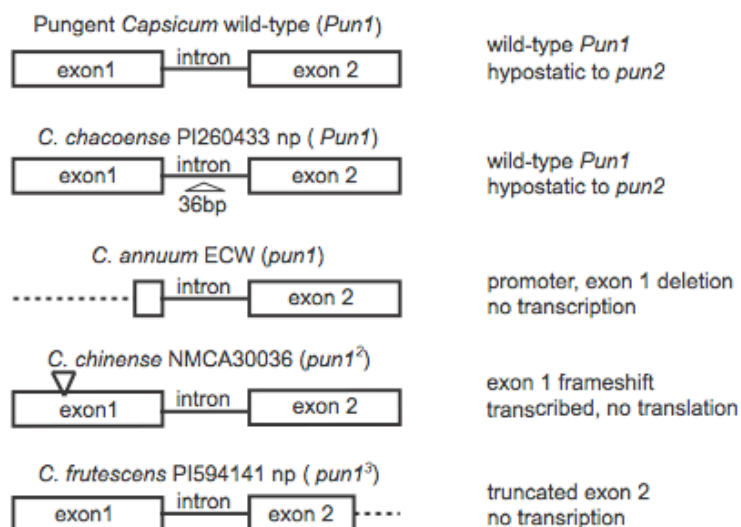 Pungent Capsicum wild-type (Pun1)
exon1 intron exon 2
wild-type Pun1
hypostatic to pun2
C. chacoense PI260433 np ( Pun1)
exon1 intron exon 2
36bp
wild-type Pun1
hypostatic to pun2
C. annuum ECW (pun1)
intron exon 2
promoter, exon 1 deletion
no transcription
C. chinense NMCA30036 (pun1²)
exon1 intron exon 2
exon 1 frameshift
transcribed, no translation
C. frutescens PI594141 np ( pun1³)
exon1 intron exon 2
truncated exon 2
no transription